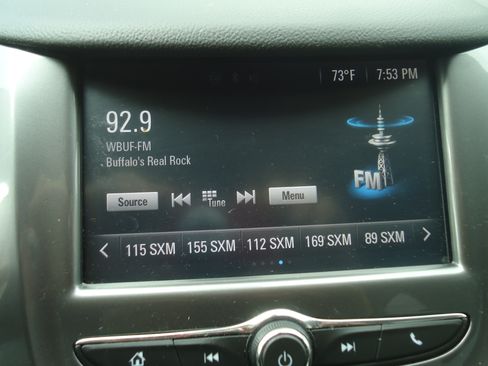 73°F 7:53 PM
92.9
WBUF-FM
Buffalo's Real Rock
FM
Source Tune Menu
115 SXM 155 SXM 112 SXM 169 SXM 89 SXM